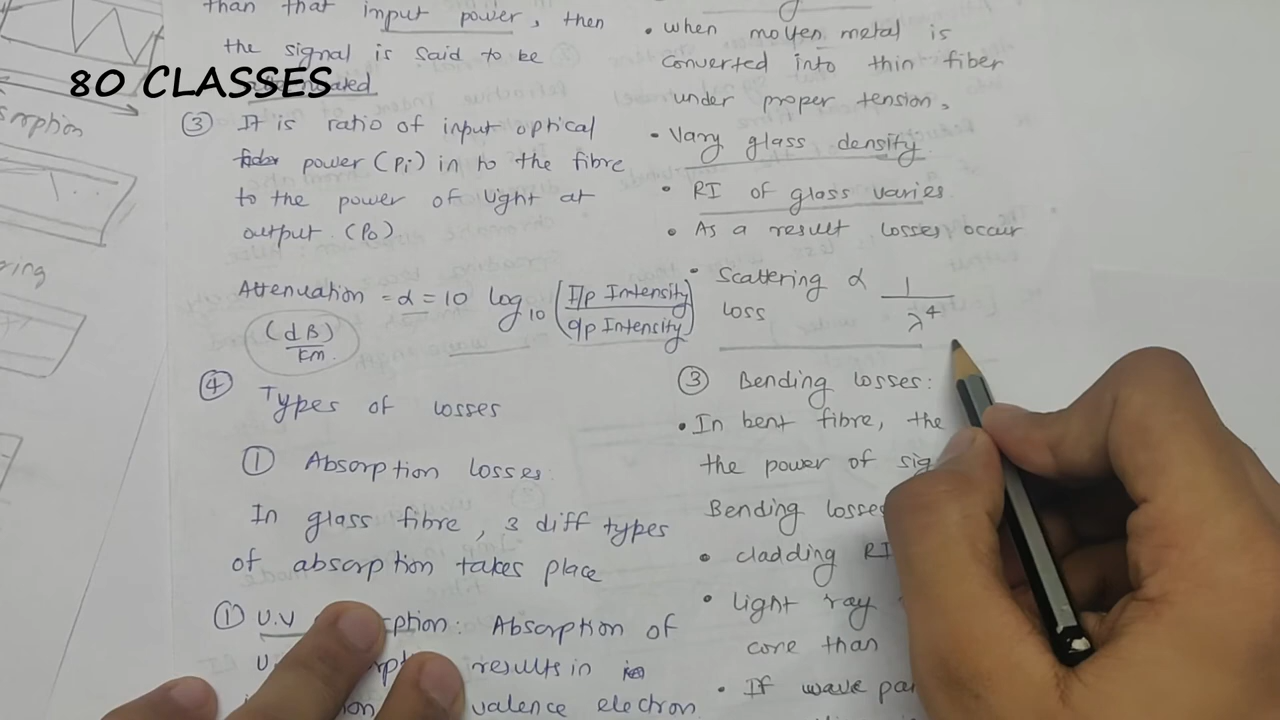 than that input power, then
the signal is said to be
80 CLASSES
③ It is ratio of input optical
power (Pi) in to the fibre
to the power of light at
output. (Po)
Attenuation = α = 10 log10 (I/p Intensity / o/p Intensity)
(dB/km)
④ Types of losses
① Absorption losses:
In glass fibre, 3 diff types
of absorption takes place
① U.V ption: Absorption of
results in
valence electron
• when molten metal is
converted into thin fiber
under proper tension.
• Vary glass density.
• RI of glass varies
• As a result losses occur
• Scattering α 1/λ4
loss
③ Bending losses:
• In bent fibre, the
the power of sig
Bending losses
• cladding RI
• light ray
core than
• If wave par